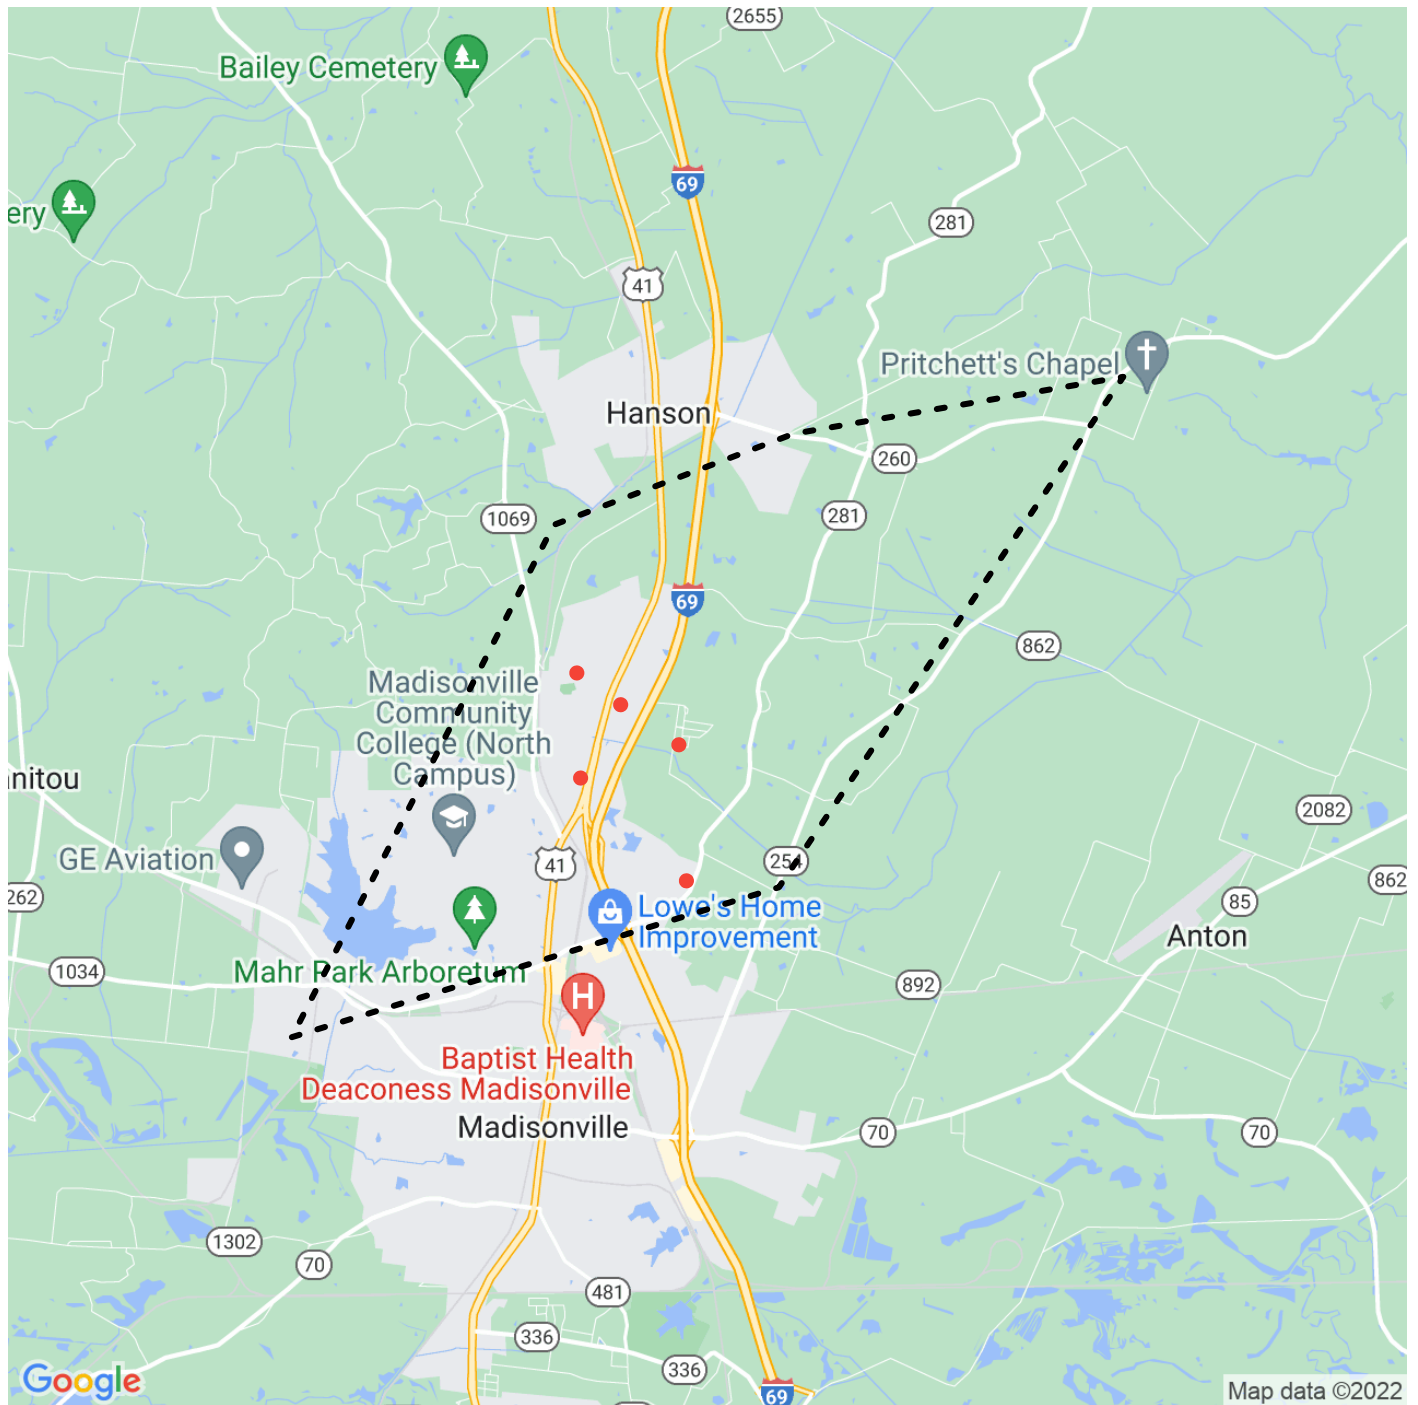 2655
Bailey Cemetery
69
ery
281
41
Pritchett's Chapel
Hanson
260
281
1069
69
862
Madisonville
Community
College (North
Campus)
anitou
2082
GE Aviation
41
254
862
262
85
Lowe's Home
Improvement
Anton
1034
Mahr Park Arboretum
892
H
Baptist Health
Deaconess Madisonville
Madisonville
70
70
1302
70
481
336
336
69
Google
Map data ©2022